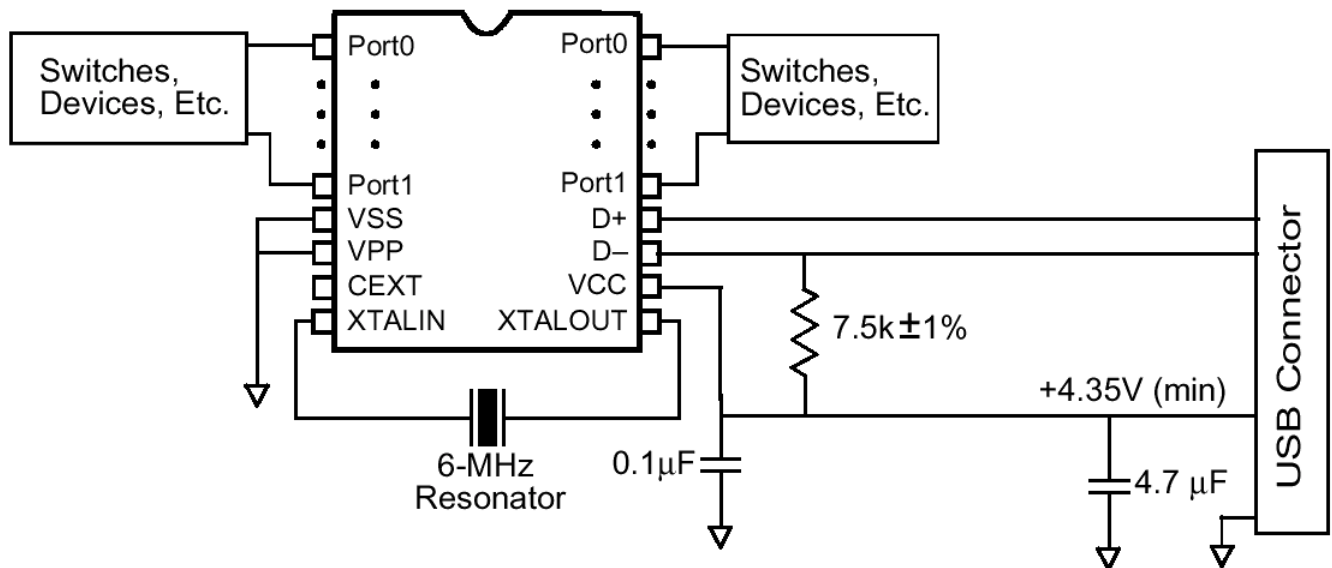 Switches,
Devices, Etc.
Port0
Port1
VSS
VPP
CEXT
XTALIN
Port0
Port1
D+
D–
VCC
XTALOUT
Switches,
Devices, Etc.
7.5k±1%
+4.35V (min)
6-MHz
Resonator
0.1µF
4.7 µF
USB Connector